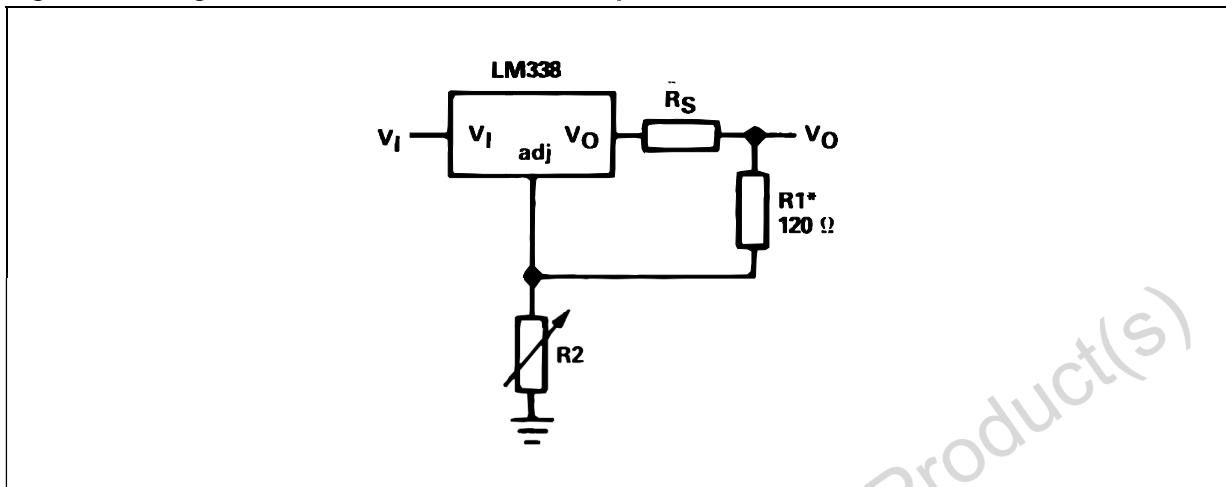 LM338
RS
VI
VI
adj
VO
VO
R1*
120 Ω
R2
Product(s)